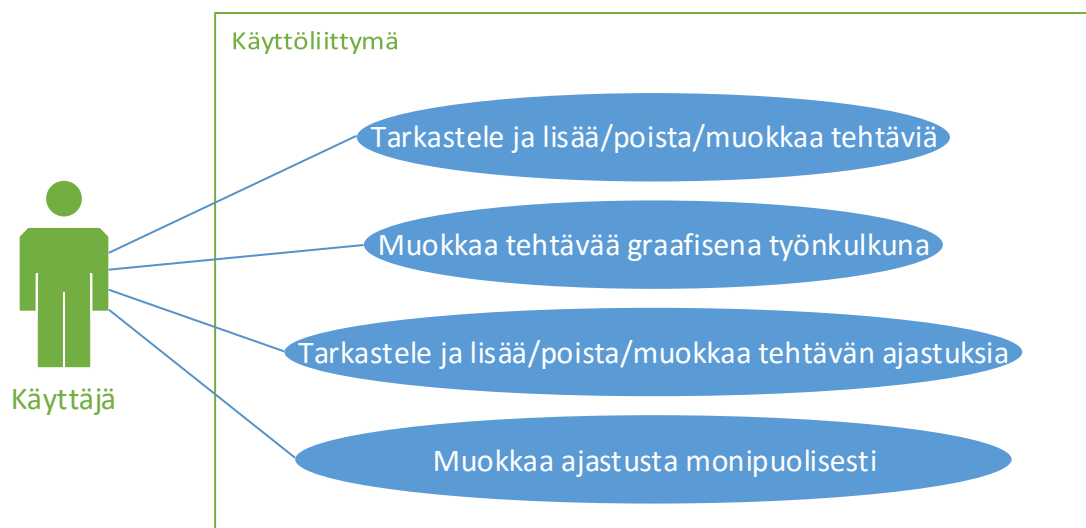 Käyttöliittymä
Tarkastele ja lisää/poista/muokkaa tehtäviä
Muokkaa tehtävää graafisena työnkulkuna
Tarkastele ja lisää/poista/muokkaa tehtävän ajastuksia
Käyttäjä
Muokkaa ajastusta monipuolisesti